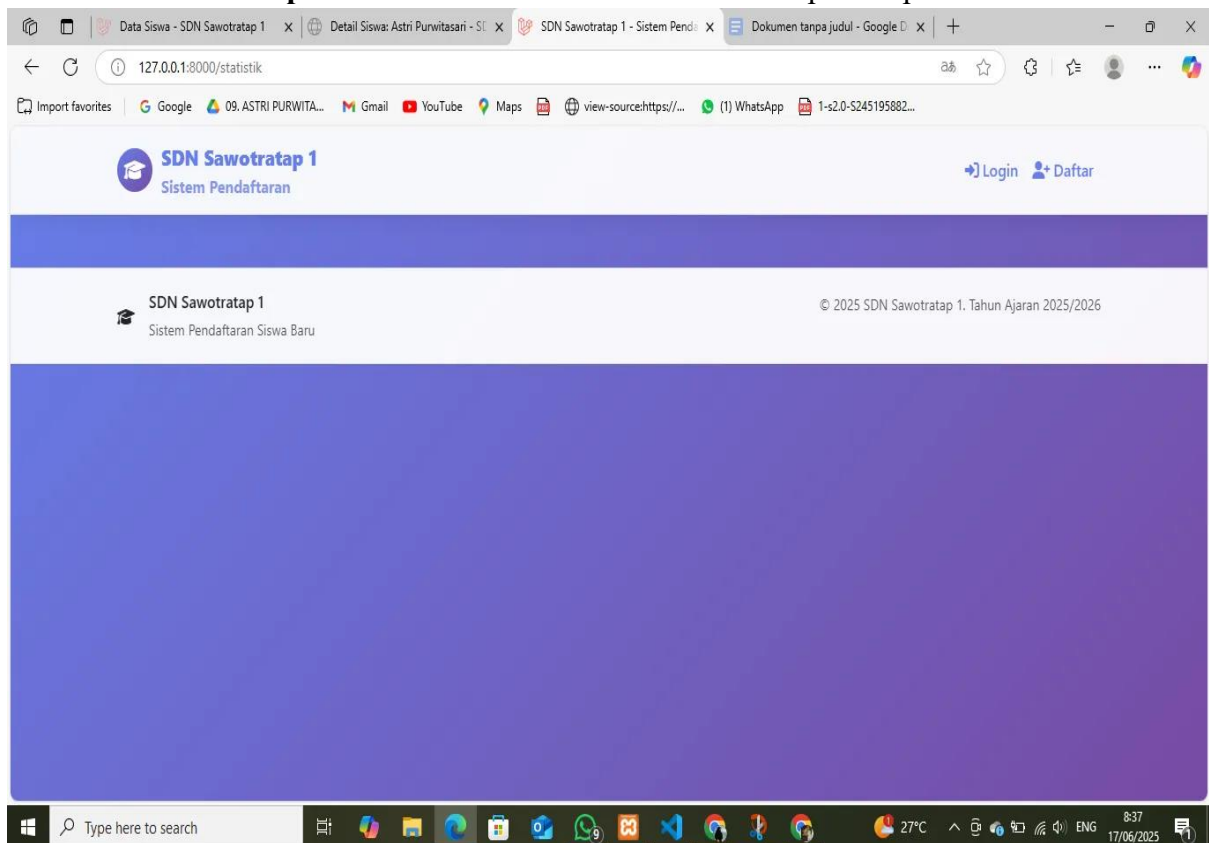 Data Siswa - SDN Sawotratap 1
Detail Siswa: Astri Purwitasari - SD
SDN Sawotratap 1 - Sistem Penda
Dokumen tanpa judul - Google D
127.0.0.1:8000/statistik
Import favorites
Google
09. ASTRI PURWITA...
Gmail
YouTube
Maps
view-source:https://...
(1) WhatsApp
1-s2.0-S245195882...
SDN Sawotratap 1
Sistem Pendaftaran
Login
Daftar
SDN Sawotratap 1
Sistem Pendaftaran Siswa Baru
© 2025 SDN Sawotratap 1. Tahun Ajaran 2025/2026
Type here to search
27°C
ENG
8:37
17/06/2025